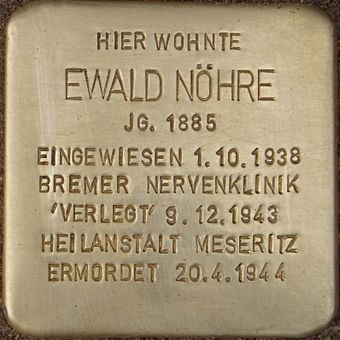 HIER WOHNTE
EWALD NÖHRE
JG. 1885
EINGEWIESEN 1.10.1938
BREMER NERVENKLINIK
'VERLEGT' 9.12.1943
HEILANSTALT MESERITZ
ERMORDET 20.4.1944